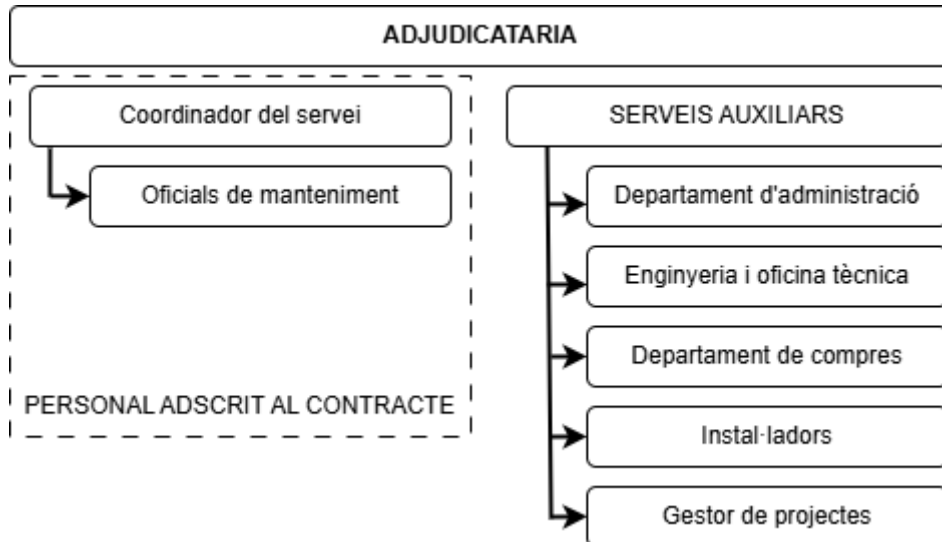 ADJUDICATARIA
Coordinador del servei
Oficials de manteniment
PERSONAL ADSCRIT AL CONTRACTE
SERVEIS AUXILIARS
Departament d'administració
Enginyeria i oficina tècnica
Departament de compres
Instal·ladors
Gestor de projectes